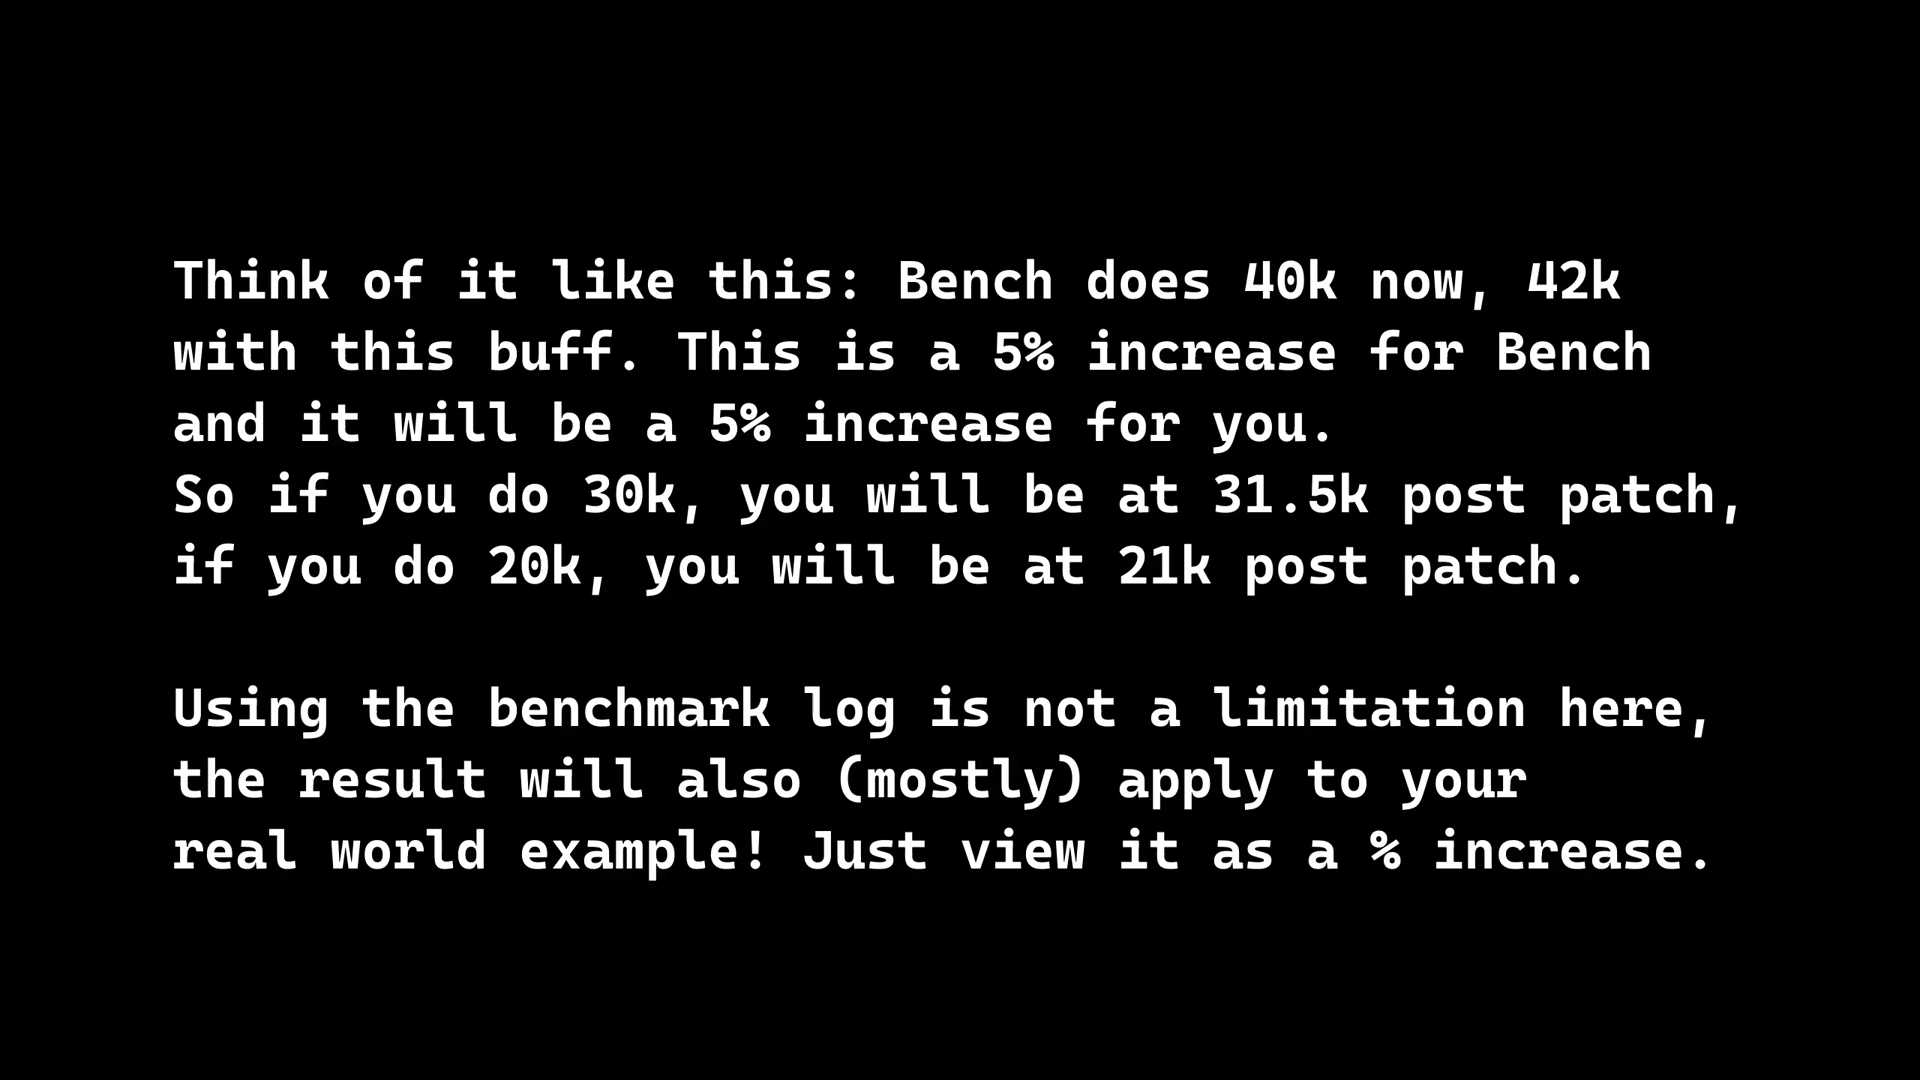 Think of it like this: Bench does 40k now, 42k
with this buff. This is a 5% increase for Bench
and it will be a 5% increase for you.
So if you do 30k, you will be at 31.5k post patch,
if you do 20k, you will be at 21k post patch.
Using the benchmark log is not a limitation here,
the result will also (mostly) apply to your
real world example! Just view it as a % increase.